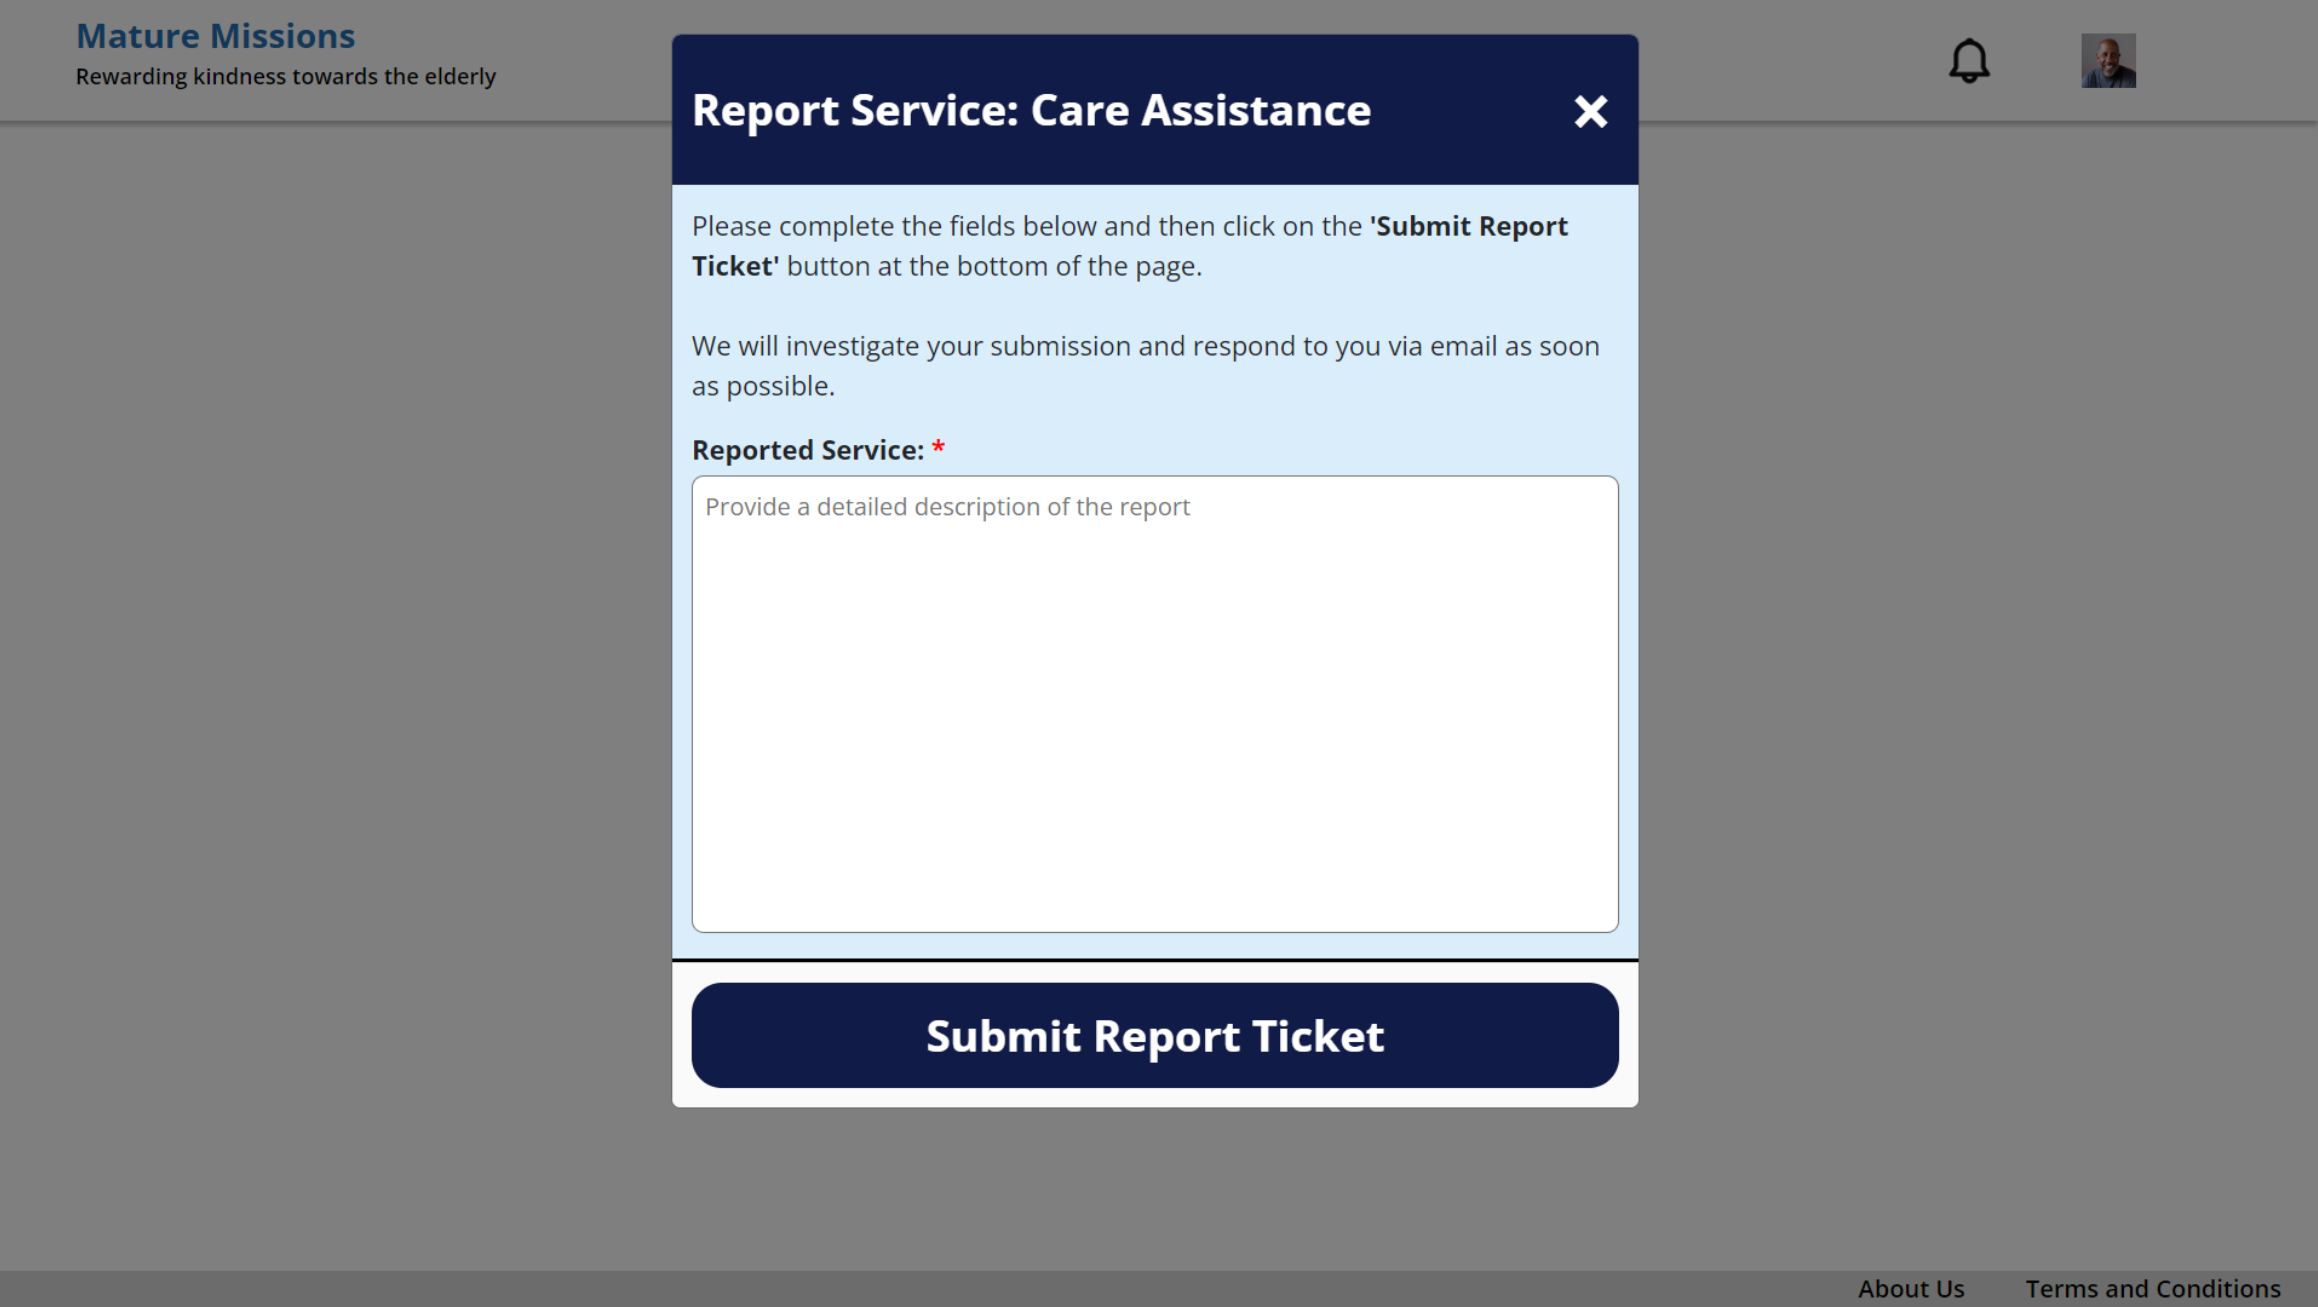 Mature Missions
Rewarding kindness towards the elderly
Report Service: Care Assistance
Please complete the fields below and then click on the 'Submit Report
Ticket' button at the bottom of the page.
We will investigate your submission and respond to you via email as soon
as possible.
Reported Service: *
Provide a detailed description of the report
Submit Report Ticket
About Us
Terms and Conditions